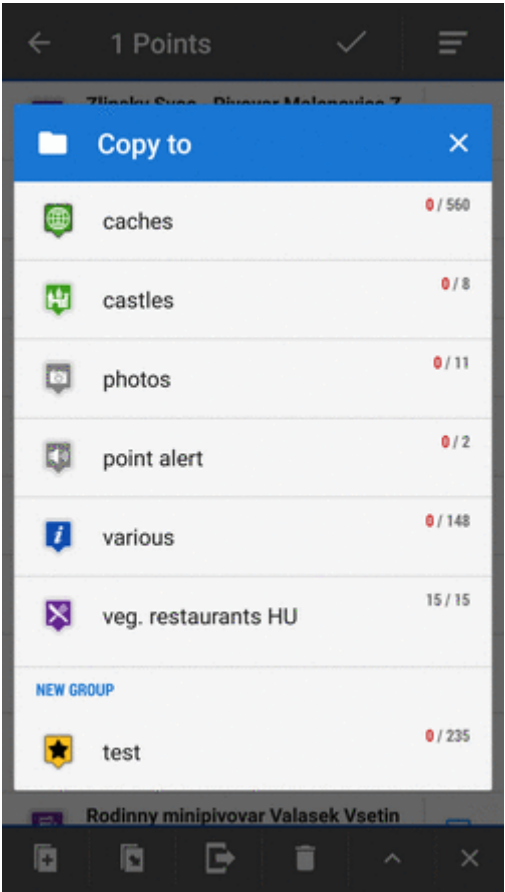 1 Points
Copy to
caches
0 / 560
castles
0 / 8
photos
0 / 11
point alert
0 / 2
various
0 / 148
veg. restaurants HU
15 / 15
NEW GROUP
test
0 / 235
Rodinny minipivovar Valasek Vsetin